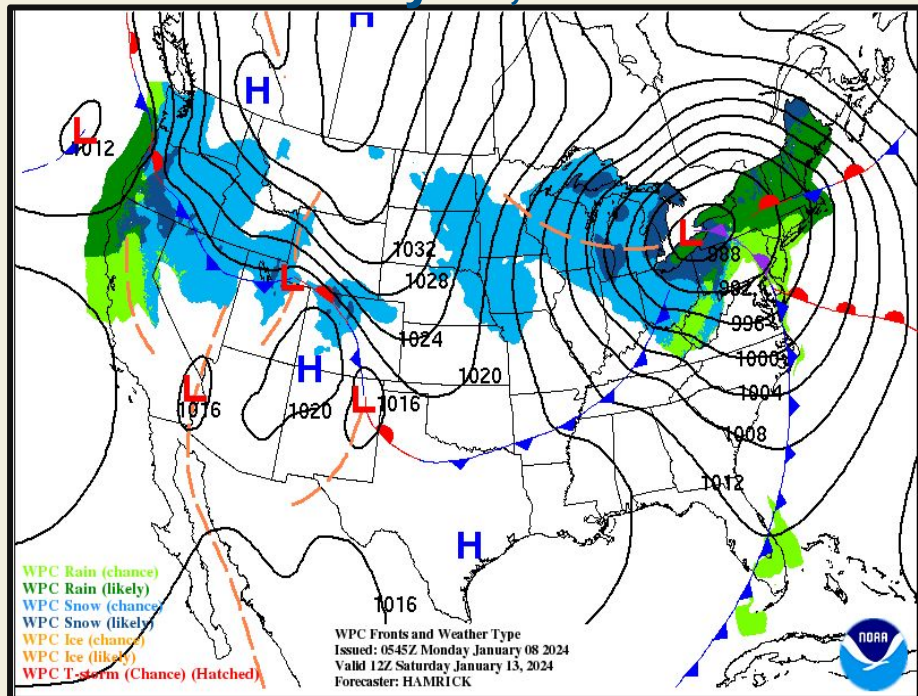 H
H
L
1012
1032
1028
L
988
992
996
1024
L
1000
H
1020
1004
L
1016
1020
L
1016
1008
1012
H
1016
WPC Rain (chance)
WPC Rain (likely)
WPC Snow (chance)
WPC Snow (likely)
WPC Ice (chance)
WPC Ice (likely)
WPC T-storm (Chance) (Hatched)
WPC Fronts and Weather Type
Issued: 0545Z Monday January 08 2024
Valid 12Z Saturday January 13, 2024
Forecaster: HAMRICK
NOAA